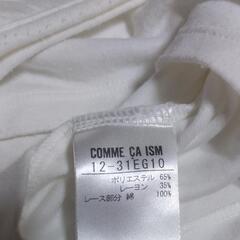 COMME ÇA ISM
12-31EG10
ポリエステル 65%
レーヨン 35%
レース部分 綿 100%